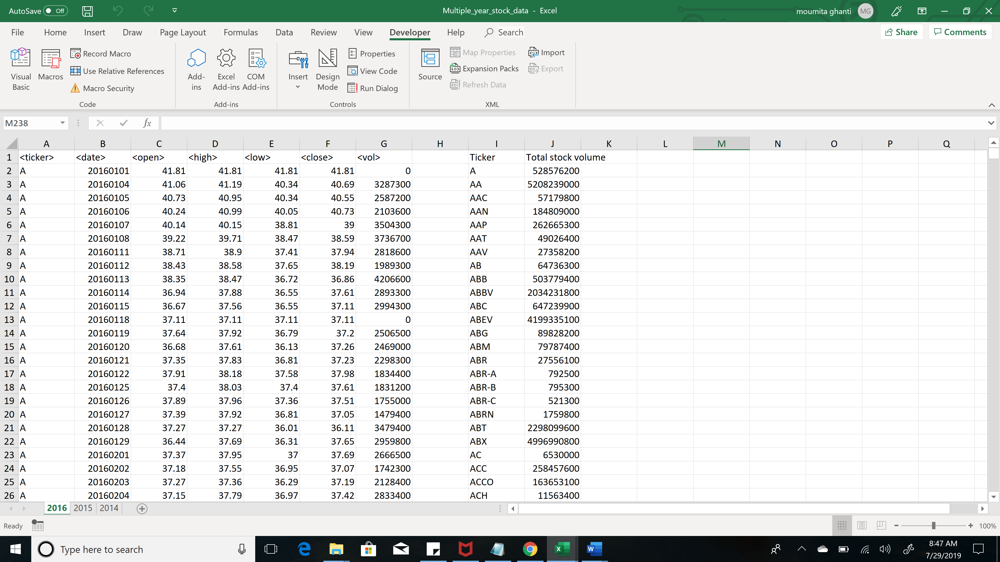 AutoSave Off
Multiple_year_stock_data - Excel
moumita ghanti MG
File Home Insert Draw Page Layout Formulas Data Review View Developer Help Search Share Comments
Visual Basic
Macros
Record Macro
Use Relative References
Macro Security
Code
Add-ins
Excel Add-ins
COM Add-ins
Add-ins
Insert
Design Mode
Properties
View Code
Run Dialog
Controls
Source
Map Properties
Expansion Packs
Refresh Data
Import
Export
XML
M238 fx
A B C D E F G H I J K L M N O P Q
1 <ticker> <date> <open> <high> <low> <close> <vol> Ticker Total stock volume
2 A 20160101 41.81 41.81 41.81 41.81 0 A 528576200
3 A 20160104 41.06 41.19 40.34 40.69 3287300 AA 5208239000
4 A 20160105 40.73 40.95 40.34 40.55 2587200 AAC 57179800
5 A 20160106 40.24 40.99 40.05 40.73 2103600 AAN 184809000
6 A 20160107 40.14 40.15 38.81 39 3504300 AAP 262665300
7 A 20160108 39.22 39.71 38.47 38.59 3736700 AAT 49026400
8 A 20160111 38.71 38.9 37.41 37.94 2818600 AAV 27358200
9 A 20160112 38.43 38.58 37.65 38.19 1989300 AB 64736300
10 A 20160113 38.35 38.47 36.72 36.86 4206600 ABB 503779400
11 A 20160114 36.94 37.88 36.55 37.61 2893300 ABBV 2034231800
12 A 20160115 36.67 37.56 36.55 37.11 2994300 ABC 647239900
13 A 20160118 37.11 37.11 37.11 37.11 0 ABEV 4199335100
14 A 20160119 37.64 37.92 36.79 37.2 2506500 ABG 89828200
15 A 20160120 36.68 37.61 36.13 37.26 2469000 ABM 79787400
16 A 20160121 37.35 37.83 36.81 37.23 2298300 ABR 27556100
17 A 20160122 37.91 38.18 37.58 37.98 1834400 ABR-A 792500
18 A 20160125 37.4 38.03 37.4 37.61 1831200 ABR-B 795300
19 A 20160126 37.89 37.96 37.36 37.51 1755000 ABR-C 521300
20 A 20160127 37.39 37.92 36.81 37.05 1479400 ABRN 1759800
21 A 20160128 37.27 37.27 36.01 36.11 3479400 ABT 2298099600
22 A 20160129 36.44 37.69 36.31 37.65 2959800 ABX 4996990800
23 A 20160201 37.37 37.95 37 37.69 2666500 AC 6530000
24 A 20160202 37.18 37.55 36.95 37.07 1742300 ACC 258457600
25 A 20160203 37.27 37.36 36.29 37.19 2128400 ACCO 163653100
26 A 20160204 37.15 37.79 36.97 37.42 2833400 ACH 11563400
2016 2015 2014
Ready 100%
Type here to search
8:47 AM
7/29/2019